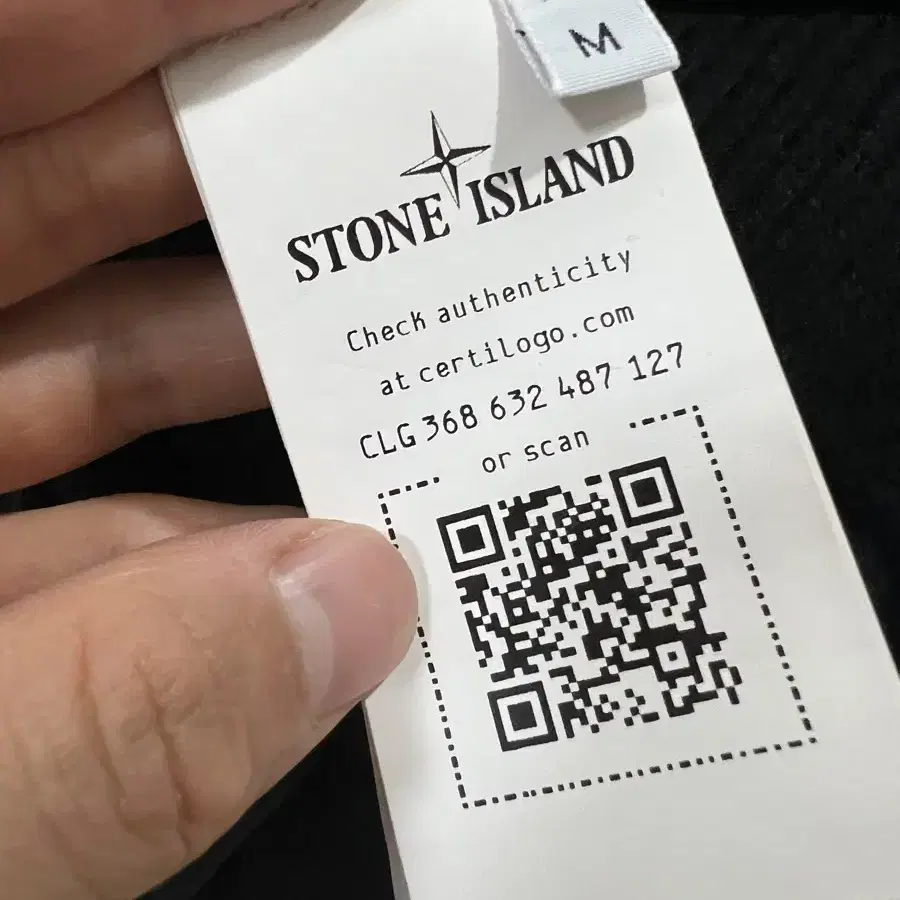 M
STONE ISLAND
Check authenticity
at certilogo.com
CLG 368 632 487 127
or scan